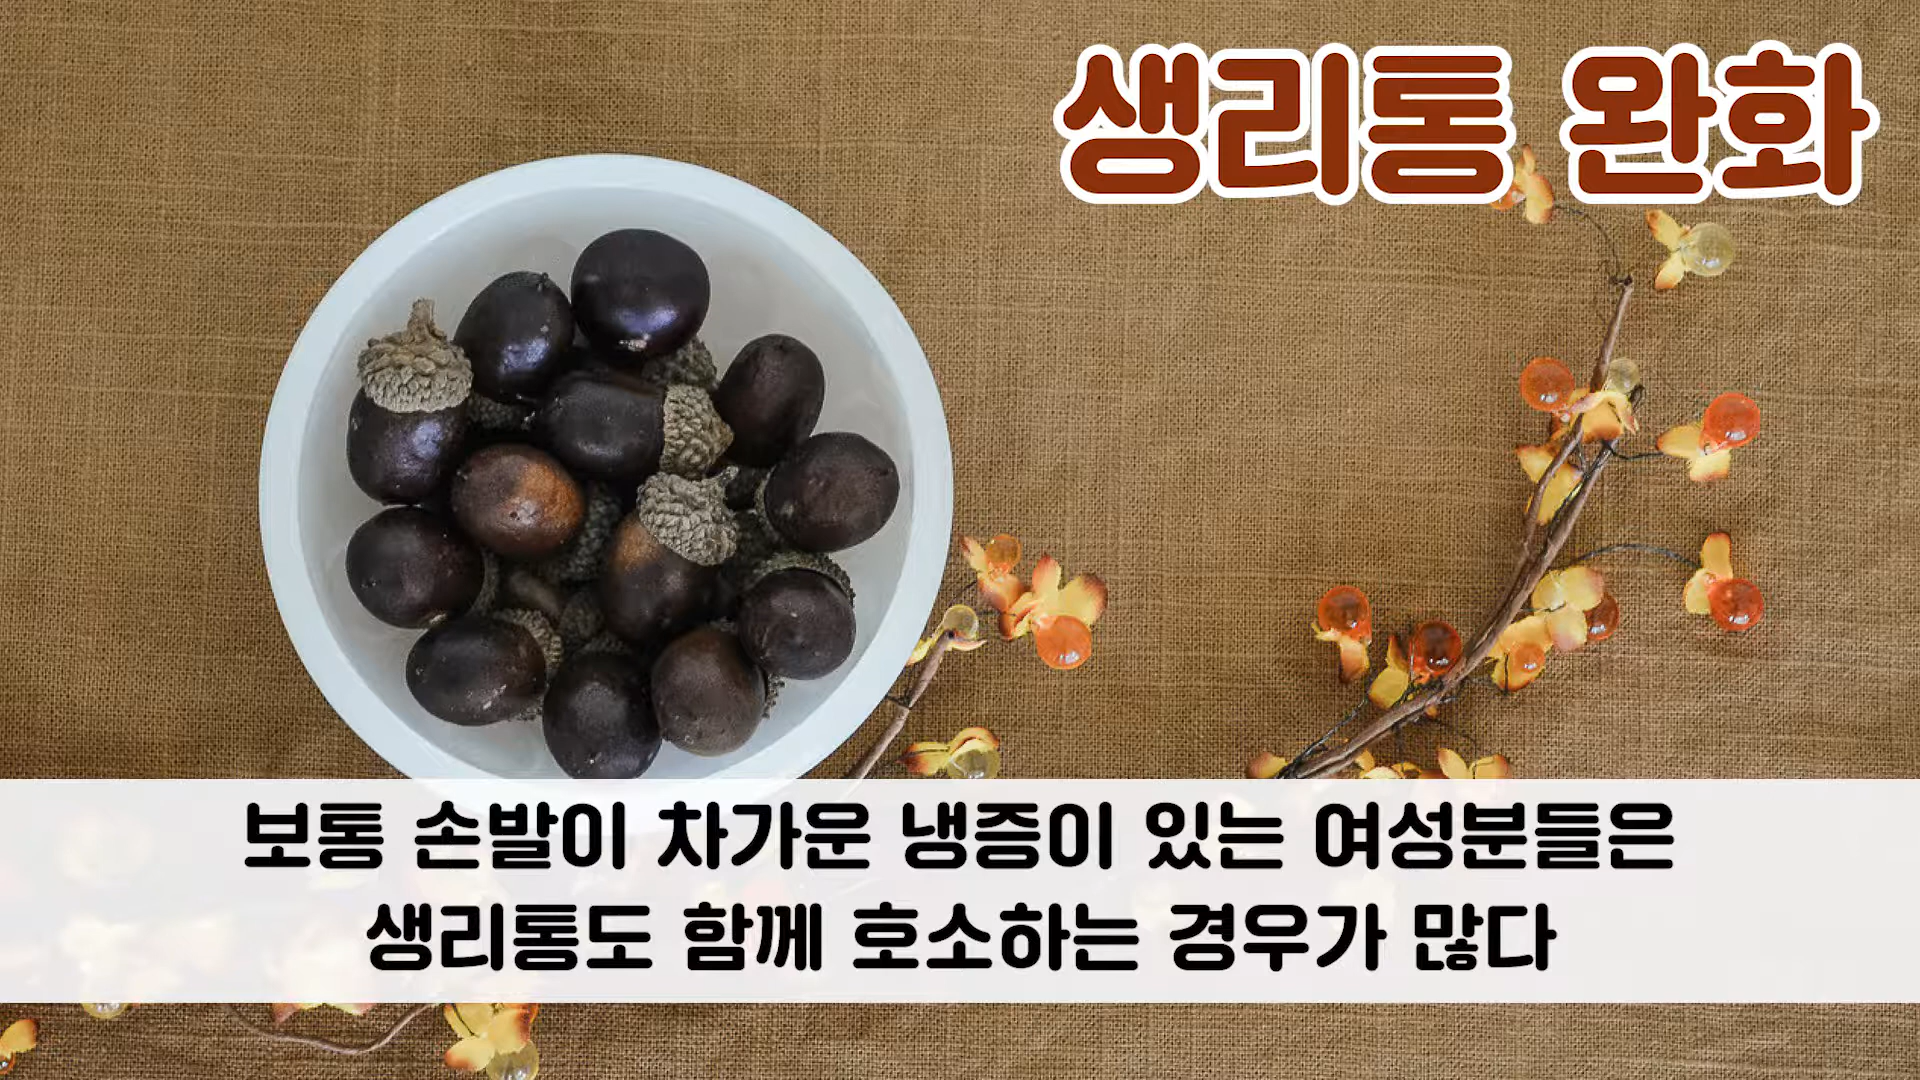 생리통 완화
보통 손발이 차가운 냉증이 있는 여성분들은
생리통도 함께 호소하는 경우가 많다